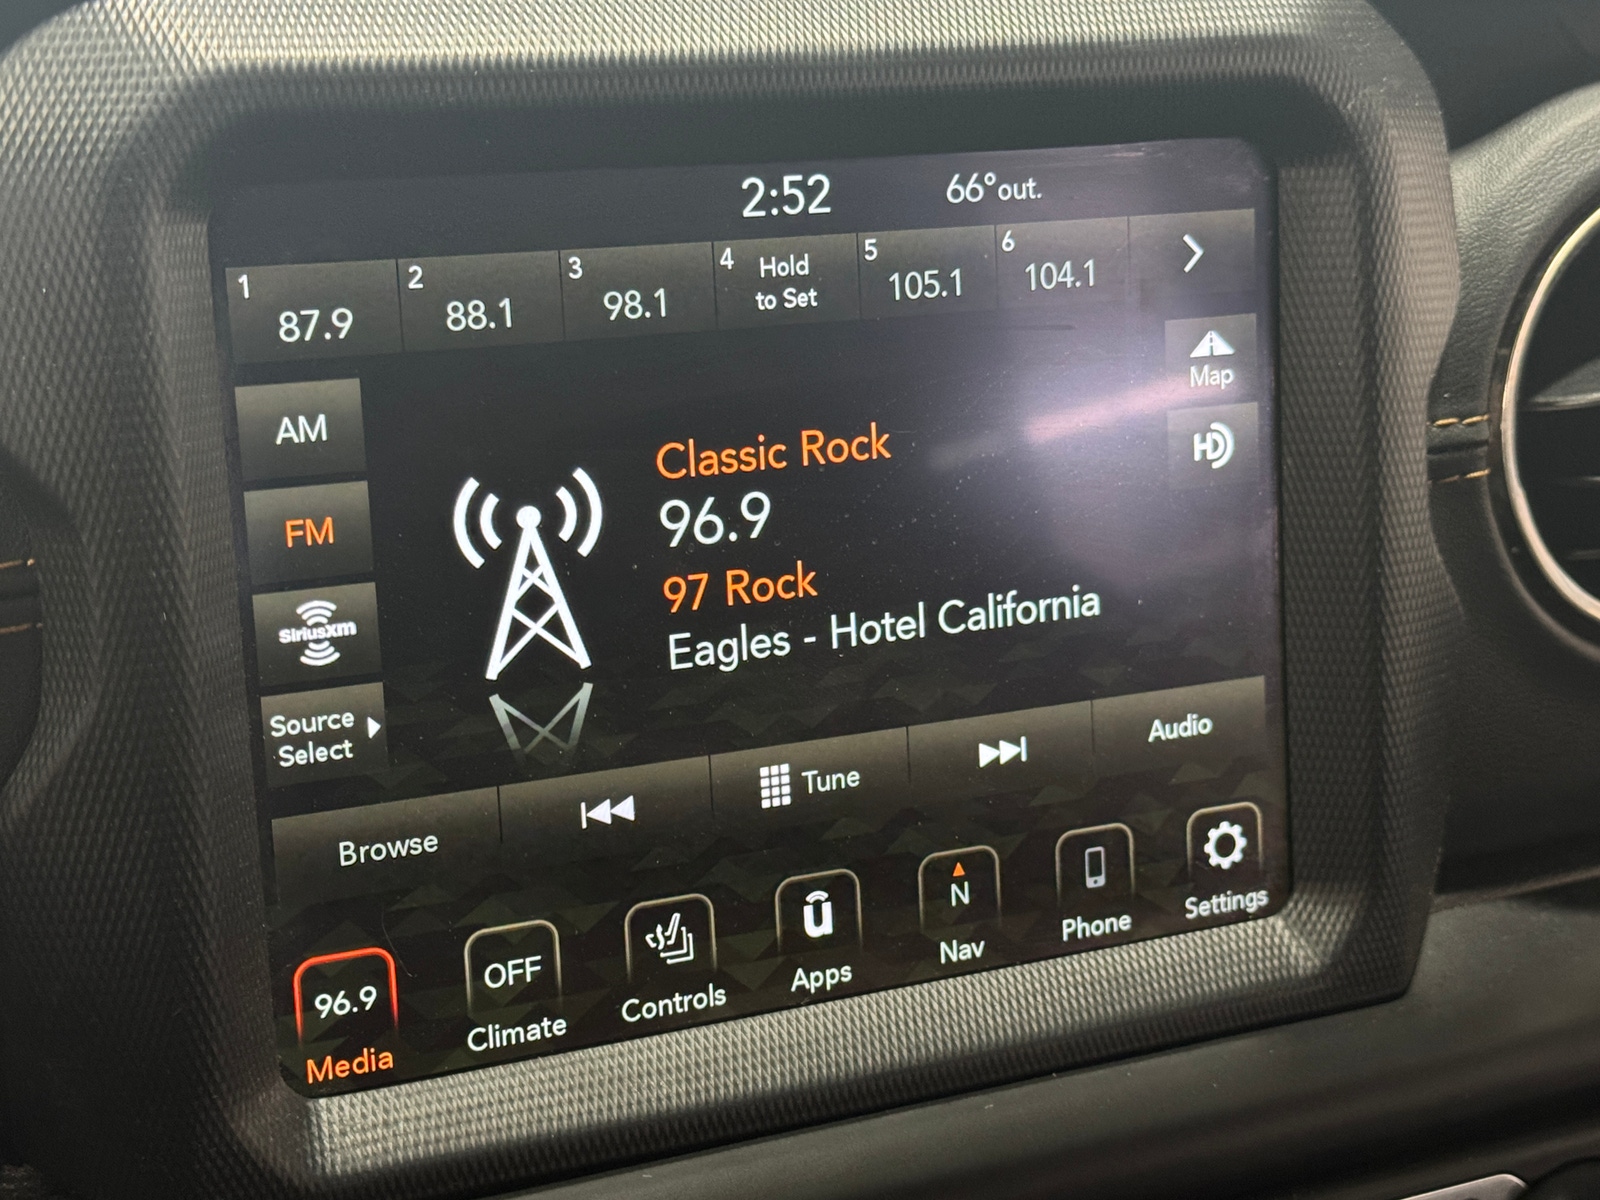 2:52 66°out.
1 87.9
2 88.1
3 98.1
4 Hold
to Set
5 105.1
6 104.1
AM
FM
SiriusXm
Source
Select
Classic Rock
96.9
97 Rock
Eagles - Hotel California
Map
HD
Browse
Tune
Audio
96.9
Media
OFF
Climate
Controls
ū
Apps
N
Nav
Phone
Settings